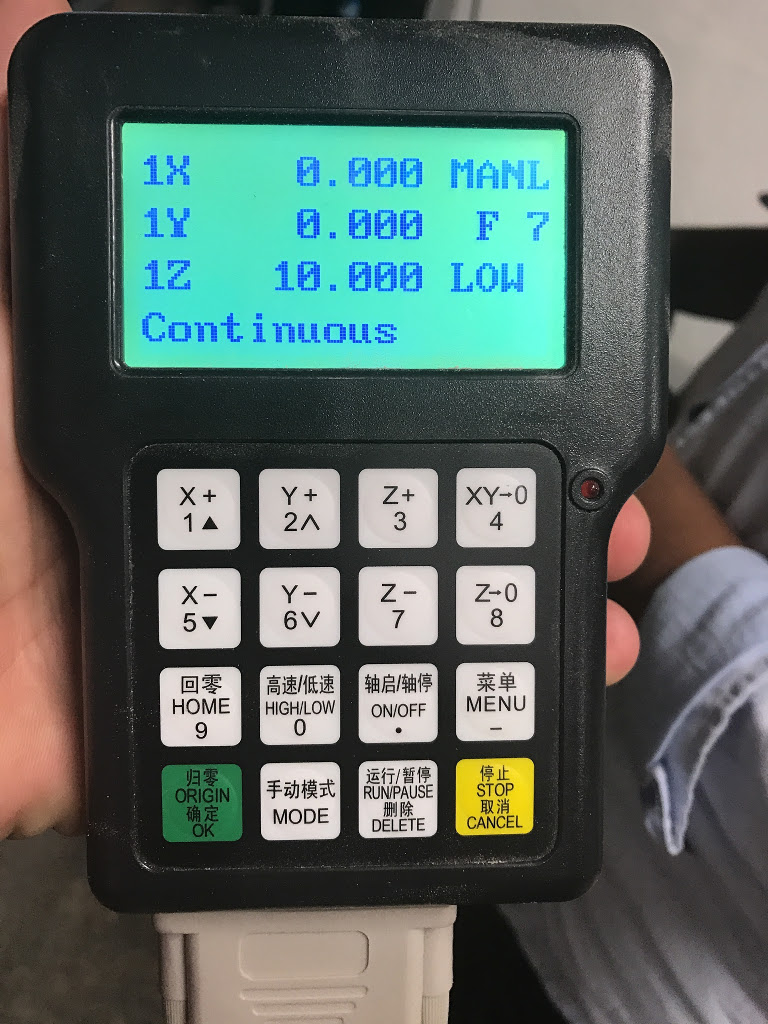 1X 0.000 MANL
1Y 0.000 F 7
1Z 10.000 LOW
Continuous
X+
1▲
Y+
2∧
Z+
3
XY→0
4
X−
5▼
Y−
6∨
Z−
7
Z→0
8
回零
HOME
9
高速/低速
HIGH/LOW
0
轴启/轴停
ON/OFF
•
菜单
MENU
−
归零
ORIGIN
确定
OK
手动模式
MODE
运行/暂停
RUN/PAUSE
删除
DELETE
停止
STOP
取消
CANCEL